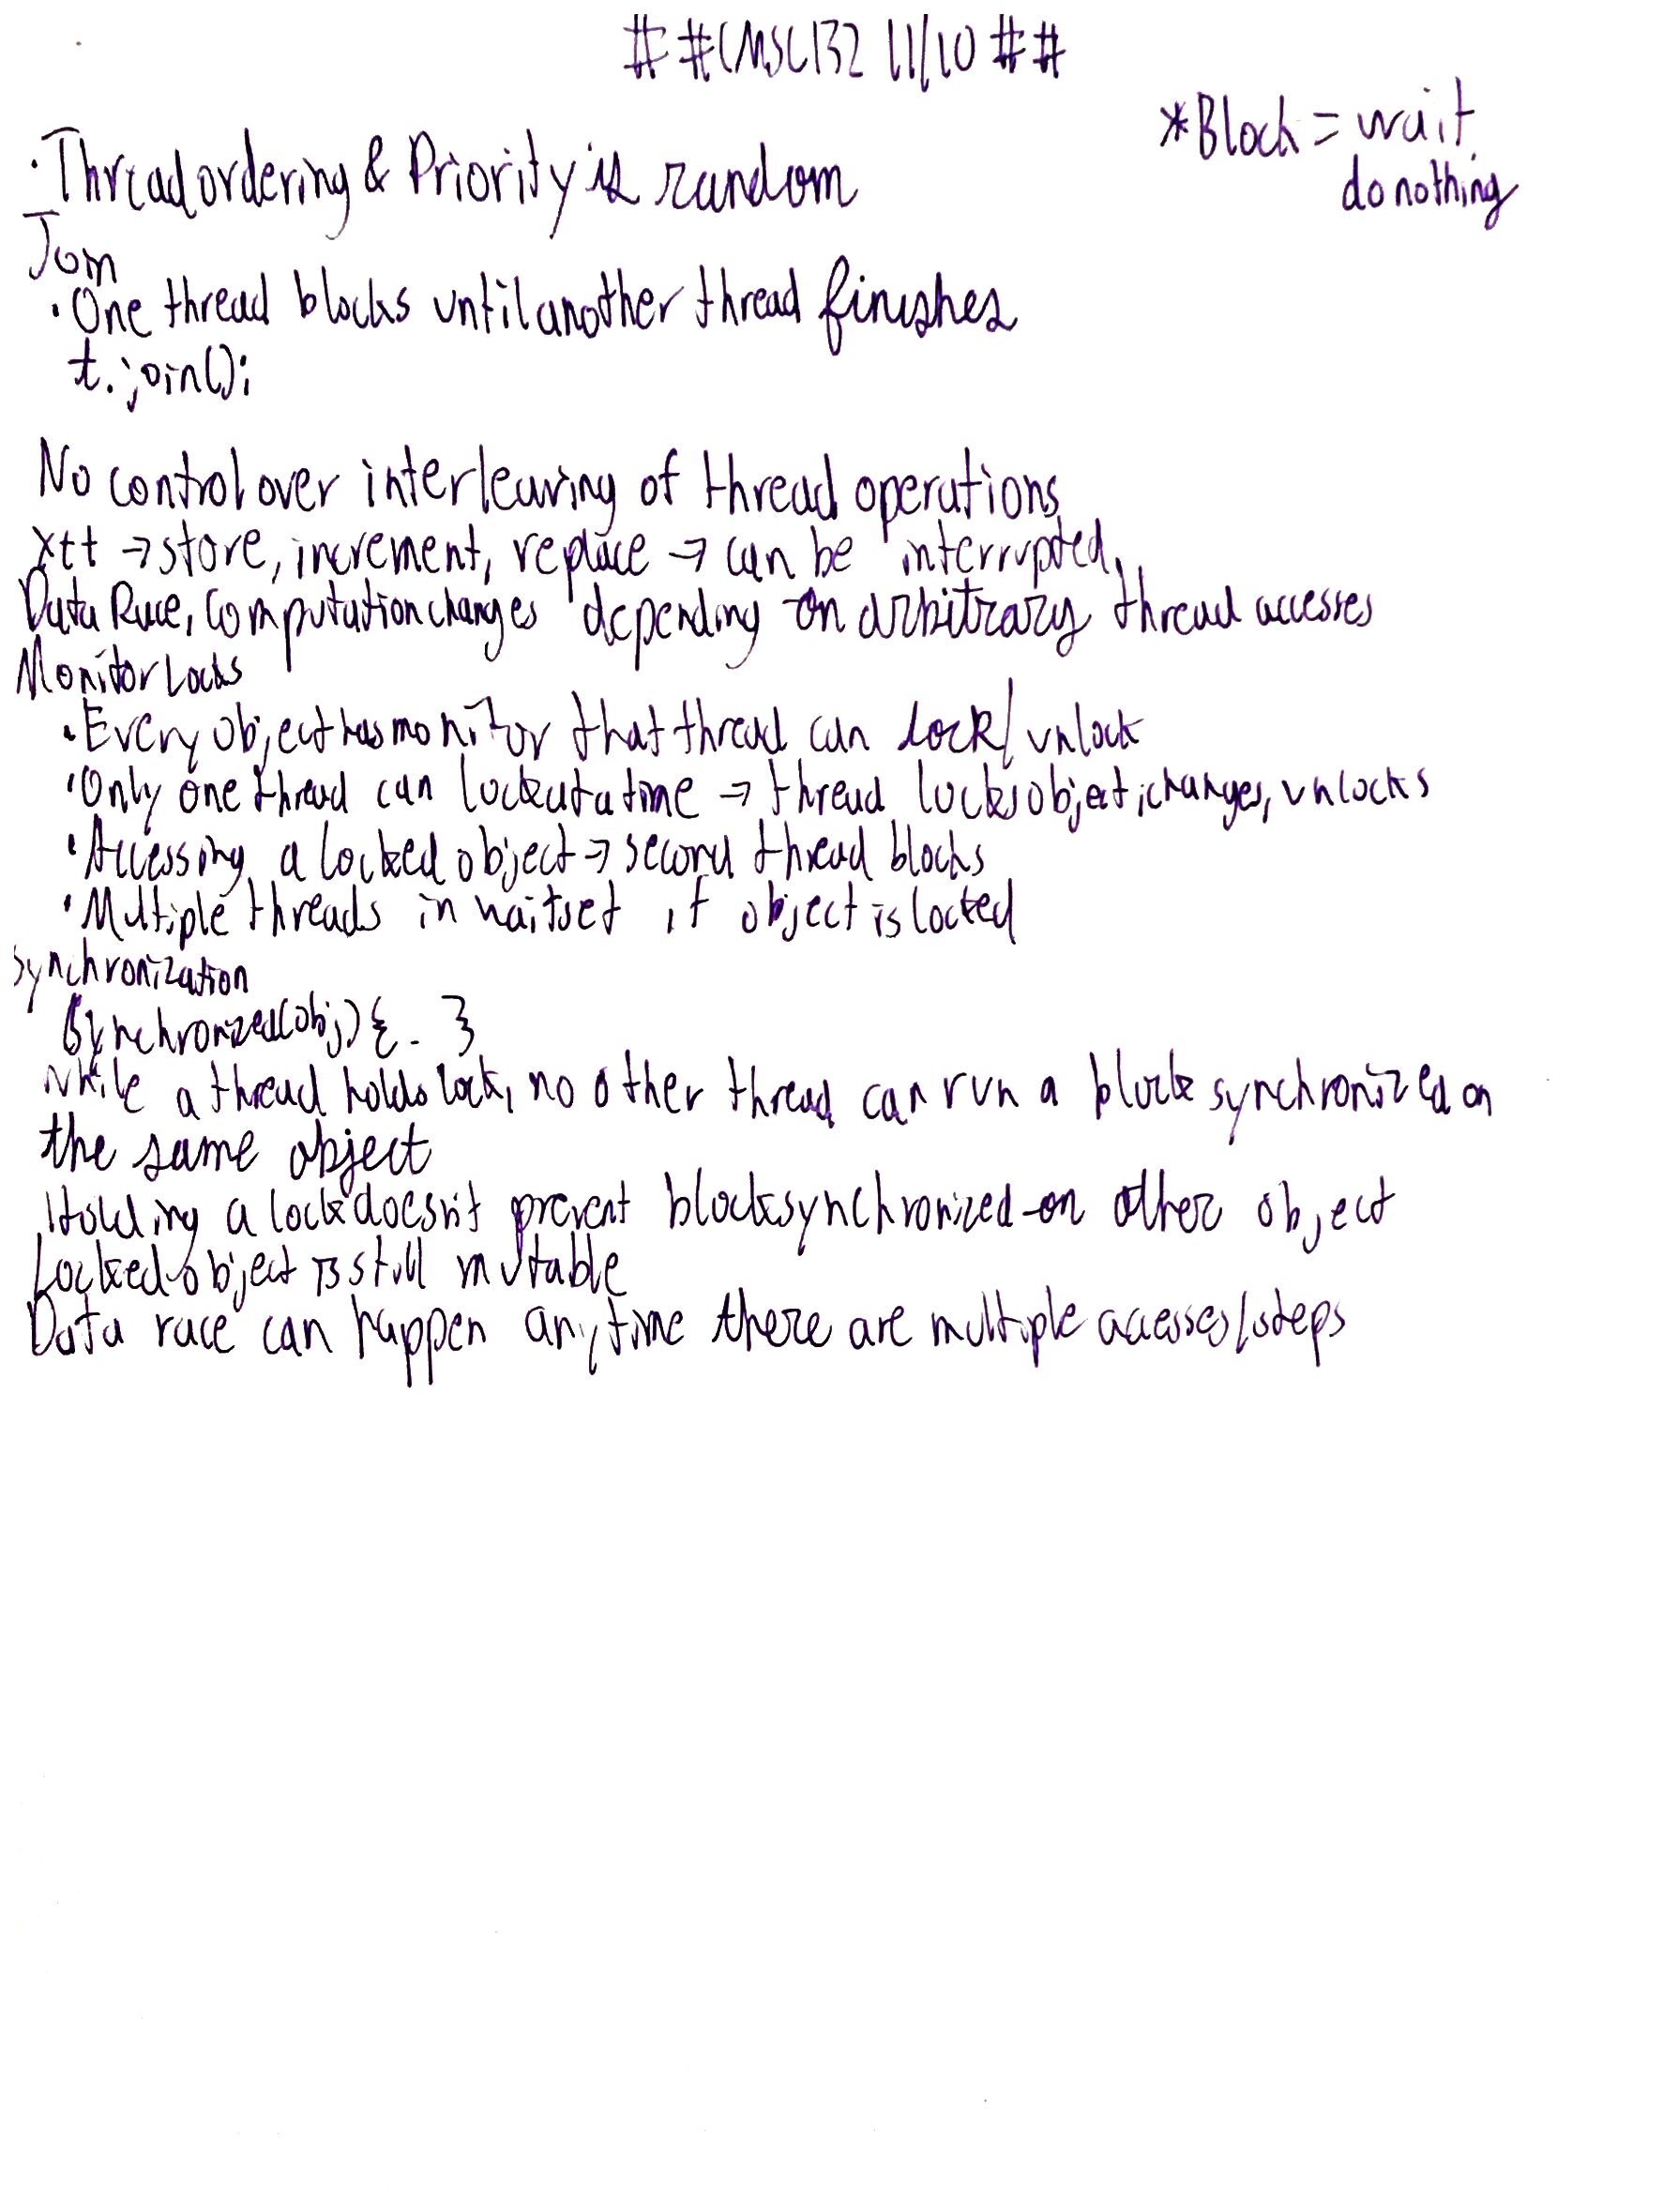 ##CMSC132 11/10##
*Block = wait,
do nothing
·Thread ordering & Priority is random
Join
·One thread blocks until another thread finishes
t.join();
No control over interleaving of thread operations
x++ → store, increment, replace → can be interrupted,
Data Race, Computation changes depending on arbitrary thread accesses
Monitor Locks
·Every object has monitor that thread can lock/unlock
·Only one thread can lock at a time → thread locks object, changes, unlocks
·Accessing a locked object → second thread blocks
·Multiple threads in waitset if object is locked
Synchronization
Synchronized(obj){..}
While a thread holds lock, no other thread can run a block synchronized on
the same object
Holding a lock doesn't prevent block synchronized on other object
Locked object is still mutable
Data race can happen anytime there are multiple accesses/steps